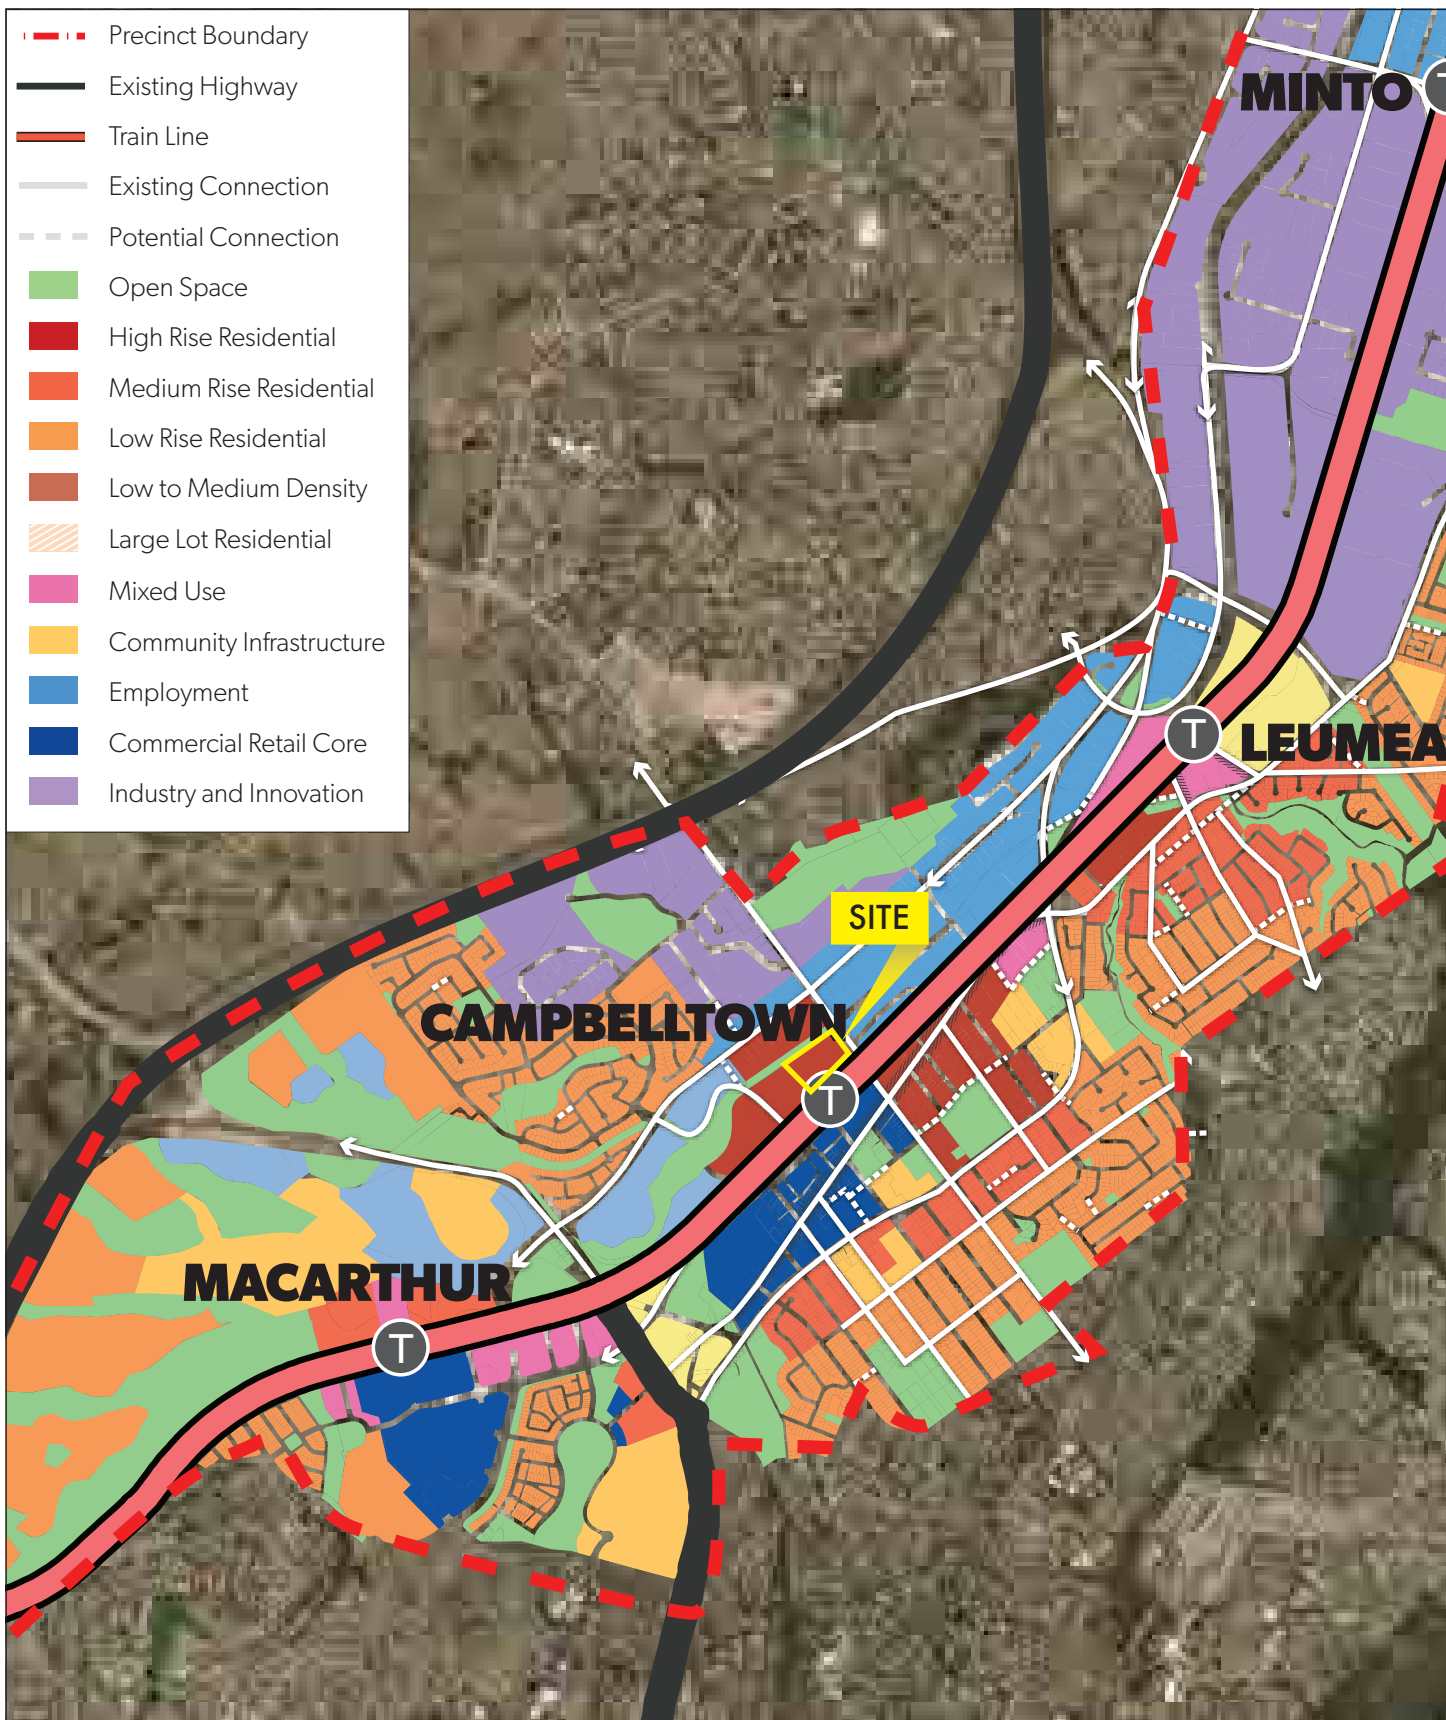 Precinct Boundary
Existing Highway
Train Line
Existing Connection
Potential Connection
Open Space
High Rise Residential
Medium Rise Residential
Low Rise Residential
Low to Medium Density
Large Lot Residential
Mixed Use
Community Infrastructure
Employment
Commercial Retail Core
Industry and Innovation
MINTO T
T LEUMEA
SITE
CAMPBELLTOWN
T
MACARTHUR
T